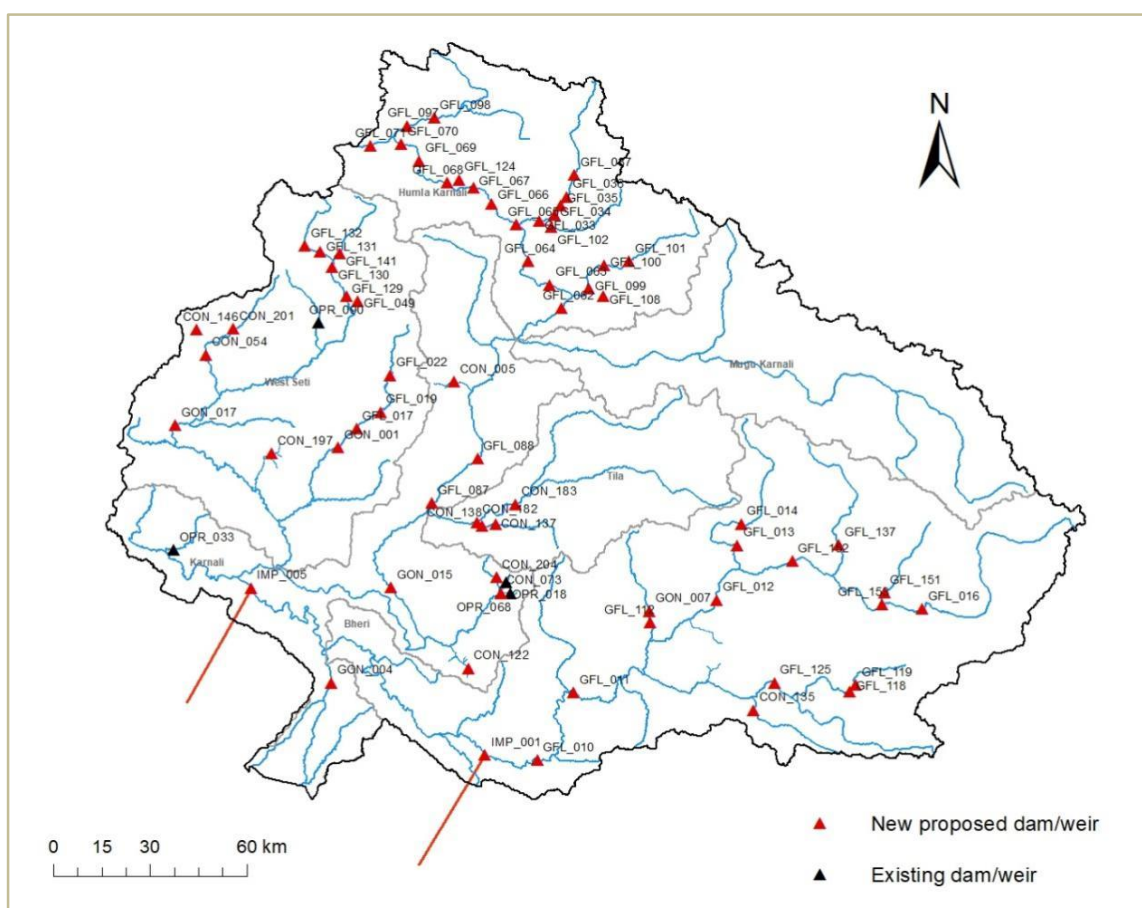 GFL_098
GFL_097
N
GFL_071
GFL_070
GFL_069
GFL_068
GFL_124
GFL_067
Humla Karnali
GFL_066
GFL_036
GFL_035
GFL_034
GFL_033
GFL_102
GFL_132
GFL_131
GFL_141
GFL_130
GFL_064
GFL_101
GFL_100
GFL_129
GFL_049
GFL_099
GFL_108
CON_146
CON_201
CON_054
West Seti
GFL_022
CON_005
Mugu Karnali
GFL_019
GFL_017
GON_017
GON_001
CON_197
GFL_088
Tila
GFL_087
CON_183
CON_138
CON_182
CON_137
GFL_014
GFL_013
GFL_137
OPR_033
Karnali
IMP_005
CON_204
CON_073
OPR_018
OPR_068
GON_015
GFL_151
GFL_016
GON_007
GFL_012
Bheri
CON_122
GFL_011
GON_004
GFL_125
GFL_119
GFL_118
CON_135
IMP_001
GFL_010
New proposed dam/weir
0 15 30 60 km
Existing dam/weir